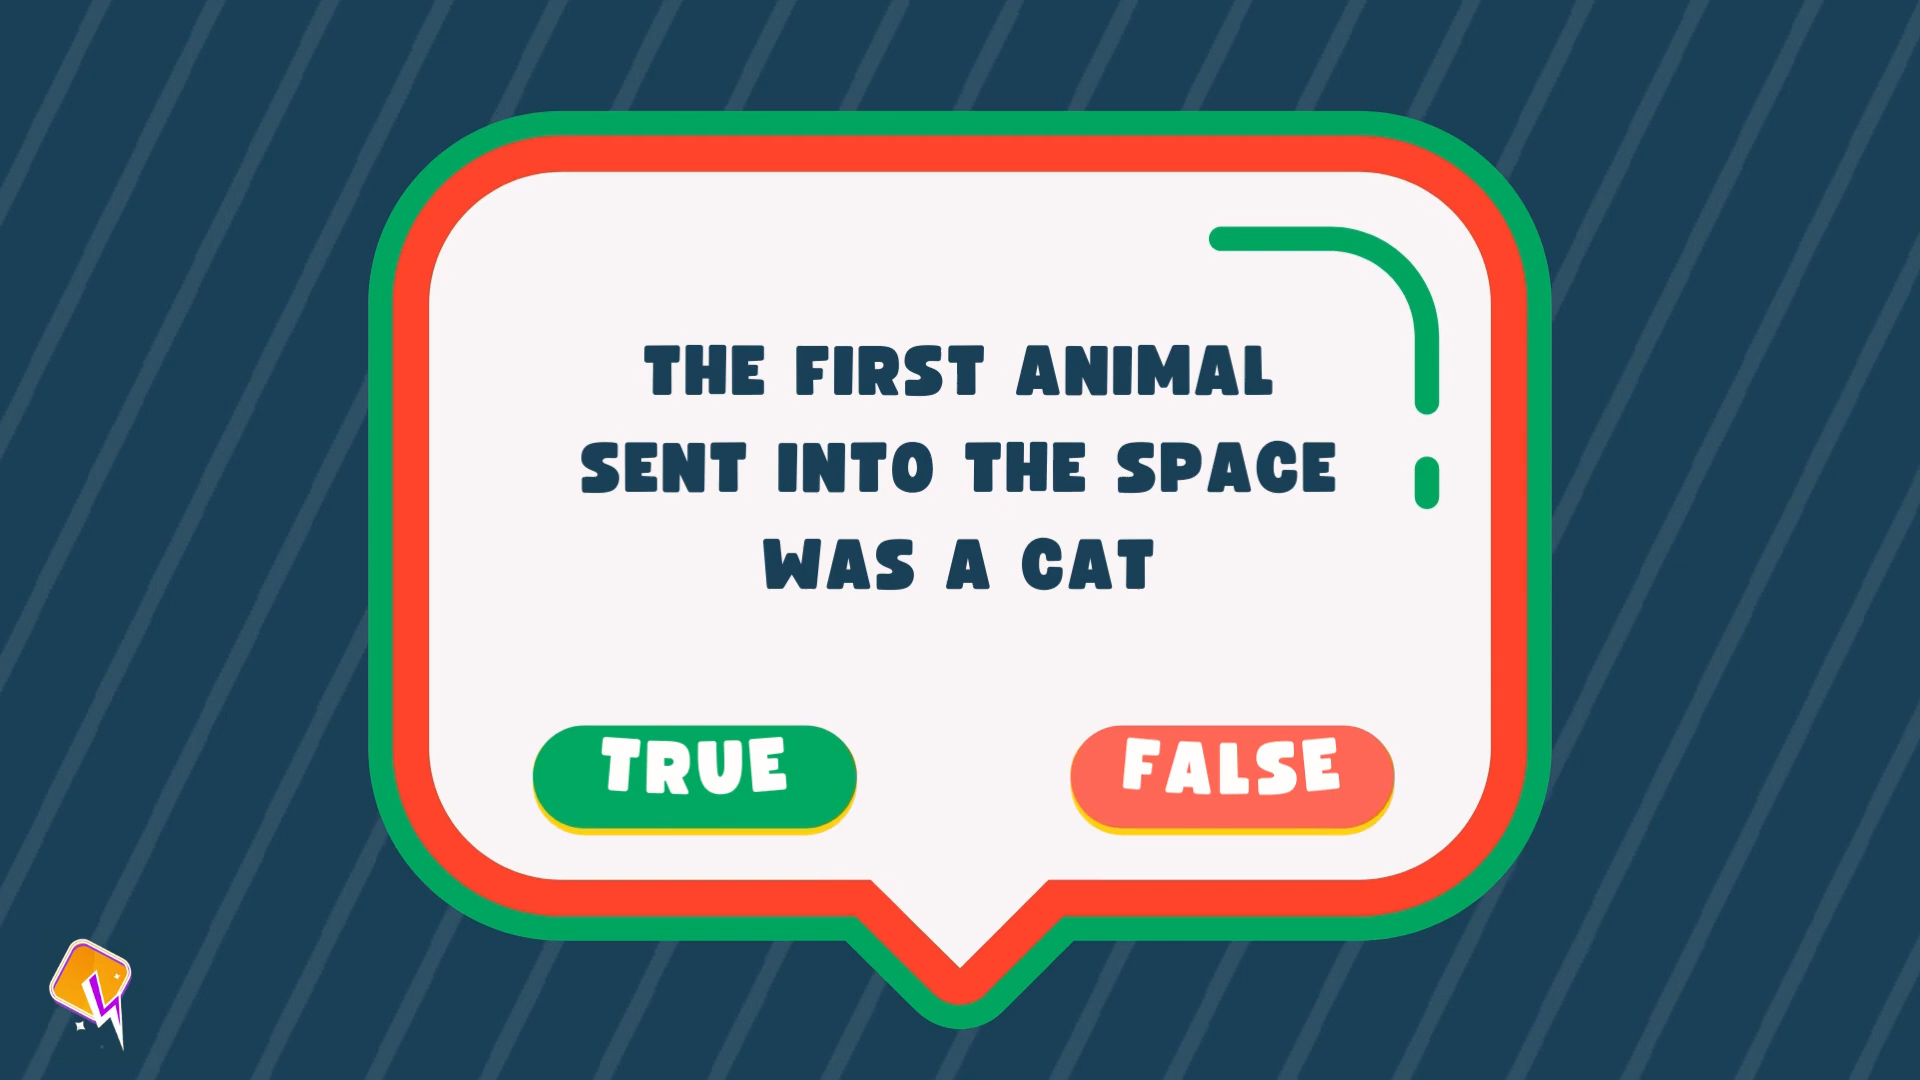 THE FIRST ANIMAL
SENT INTO THE SPACE
WAS A CAT
TRUE
FALSE